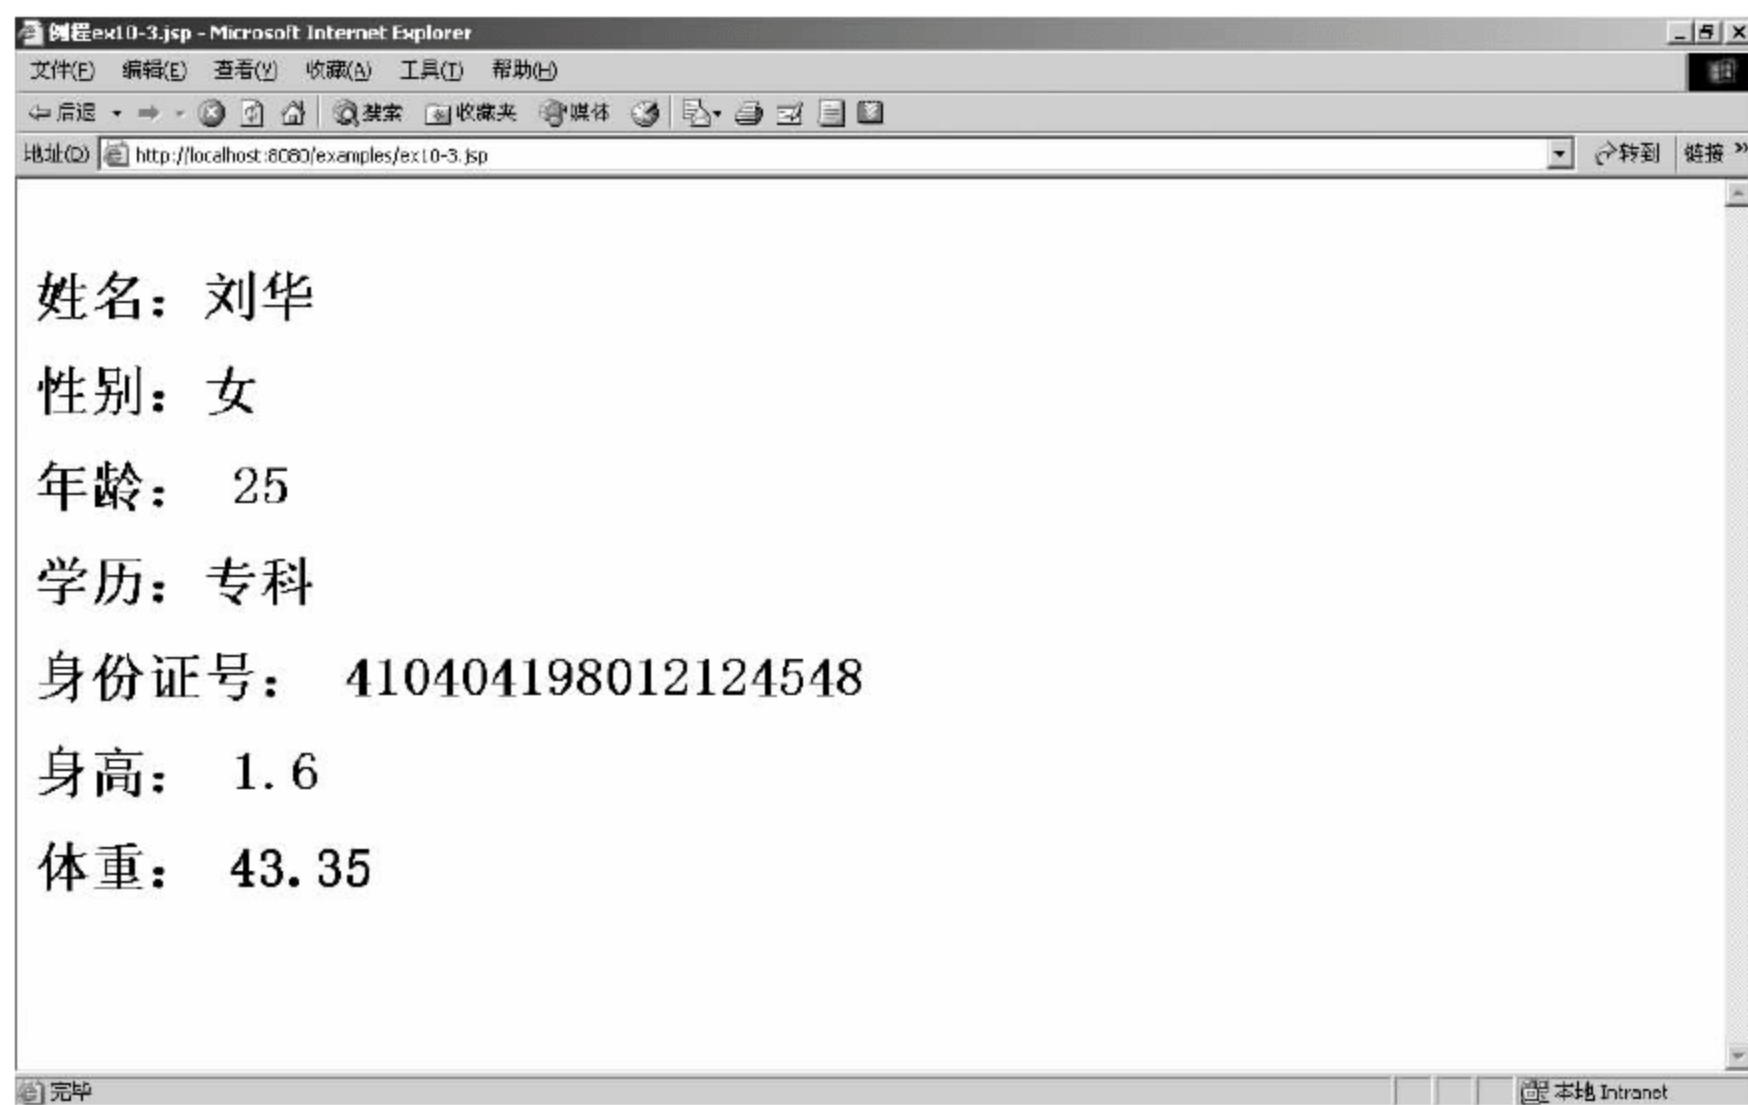 例程ex10-3.jsp - Microsoft Internet Explorer
文件(F) 编辑(E) 查看(V) 收藏(A) 工具(T) 帮助(H)
后退 搜索 收藏夹 媒体
地址(D) http://localhost:8080/examples/ex10-3.jsp 转到 链接 »
姓名：刘华
性别：女
年龄： 25
学历：专科
身份证号： 410404198012124548
身高： 1.6
体重： 43.35
完毕 本地 Intranet